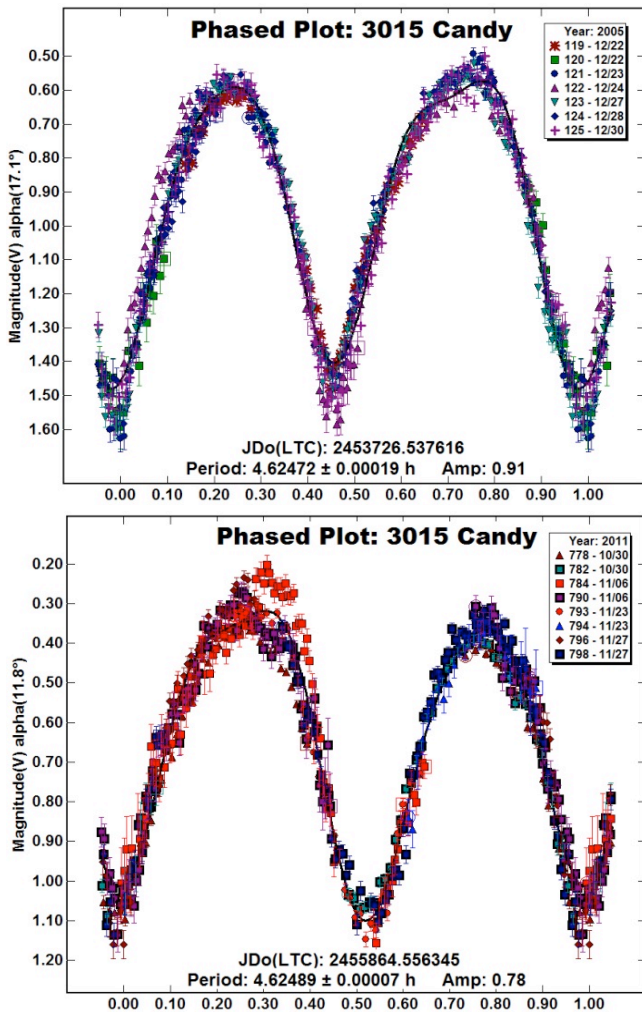 Phased Plot: 3015 Candy
Year: 2005
119 - 12/22
120 - 12/22
121 - 12/23
122 - 12/24
123 - 12/27
124 - 12/28
125 - 12/30
Magnitude(V) alpha(17.1°)
0.50
0.60
0.70
0.80
0.90
1.00
1.10
1.20
1.30
1.40
1.50
1.60
JDo(LTC): 2453726.537616
Period: 4.62472 ± 0.00019 h Amp: 0.91
0.00 0.10 0.20 0.30 0.40 0.50 0.60 0.70 0.80 0.90 1.00
Phased Plot: 3015 Candy
Year: 2011
778 - 10/30
782 - 10/30
784 - 11/06
790 - 11/06
793 - 11/23
794 - 11/23
796 - 11/27
798 - 11/27
Magnitude(V) alpha(11.8°)
0.20
0.30
0.40
0.50
0.60
0.70
0.80
0.90
1.00
1.10
1.20
JDo(LTC): 2455864.556345
Period: 4.62489 ± 0.00007 h Amp: 0.78
0.00 0.10 0.20 0.30 0.40 0.50 0.60 0.70 0.80 0.90 1.00